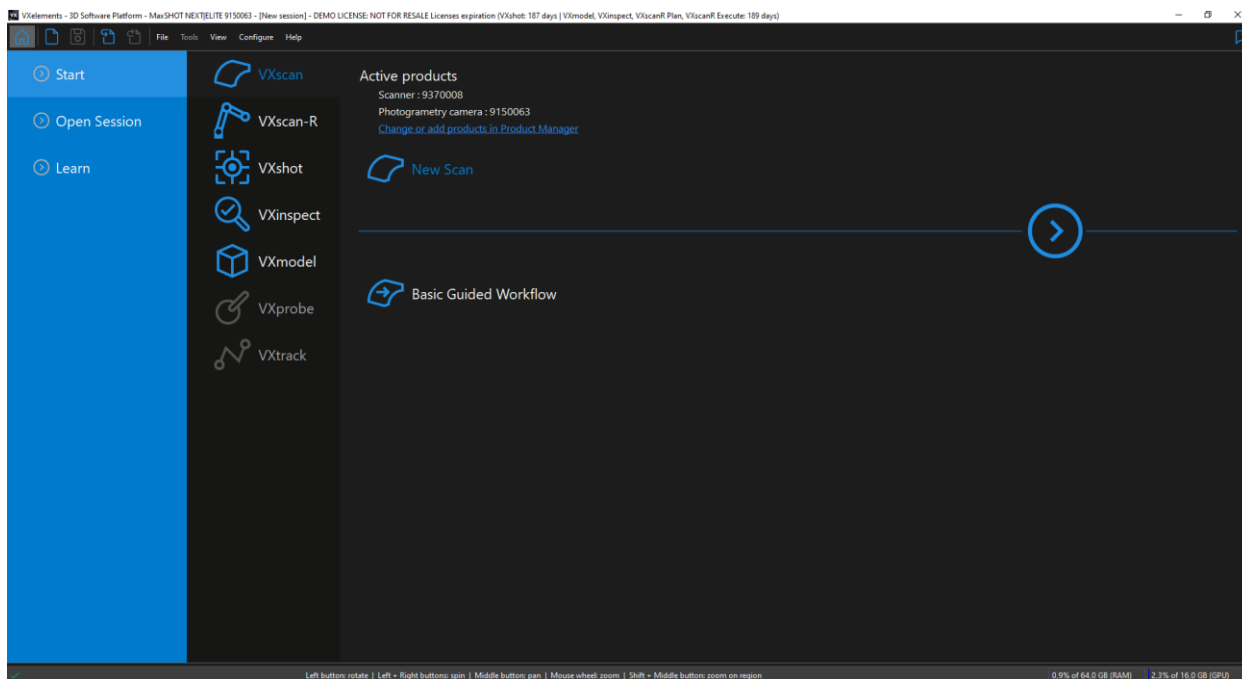 VXelements - 3D Software Platform - MaxSHOT NEXT|ELITE 9150063 - [New session] - DEMO LICENSE: NOT FOR RESALE Licenses expiration (VXshot: 187 days | VXmodel, VXinspect, VXscanR Plan, VXscanR Execute: 189 days)
File Tools View Configure Help
Start
Open Session
Learn
VXscan
VXscan-R
VXshot
VXinspect
VXmodel
VXprobe
VXtrack
Active products
Scanner : 9370008
Photogrametry camera : 9150063
Change or add products in Product Manager
New Scan
Basic Guided Workflow
Left button: rotate | Left + Right buttons: spin | Middle button: pan | Mouse wheel: zoom | Shift + Middle button: zoom on region
0,9% of 64,0 GB (RAM) 2,3% of 16,0 GB (GPU)